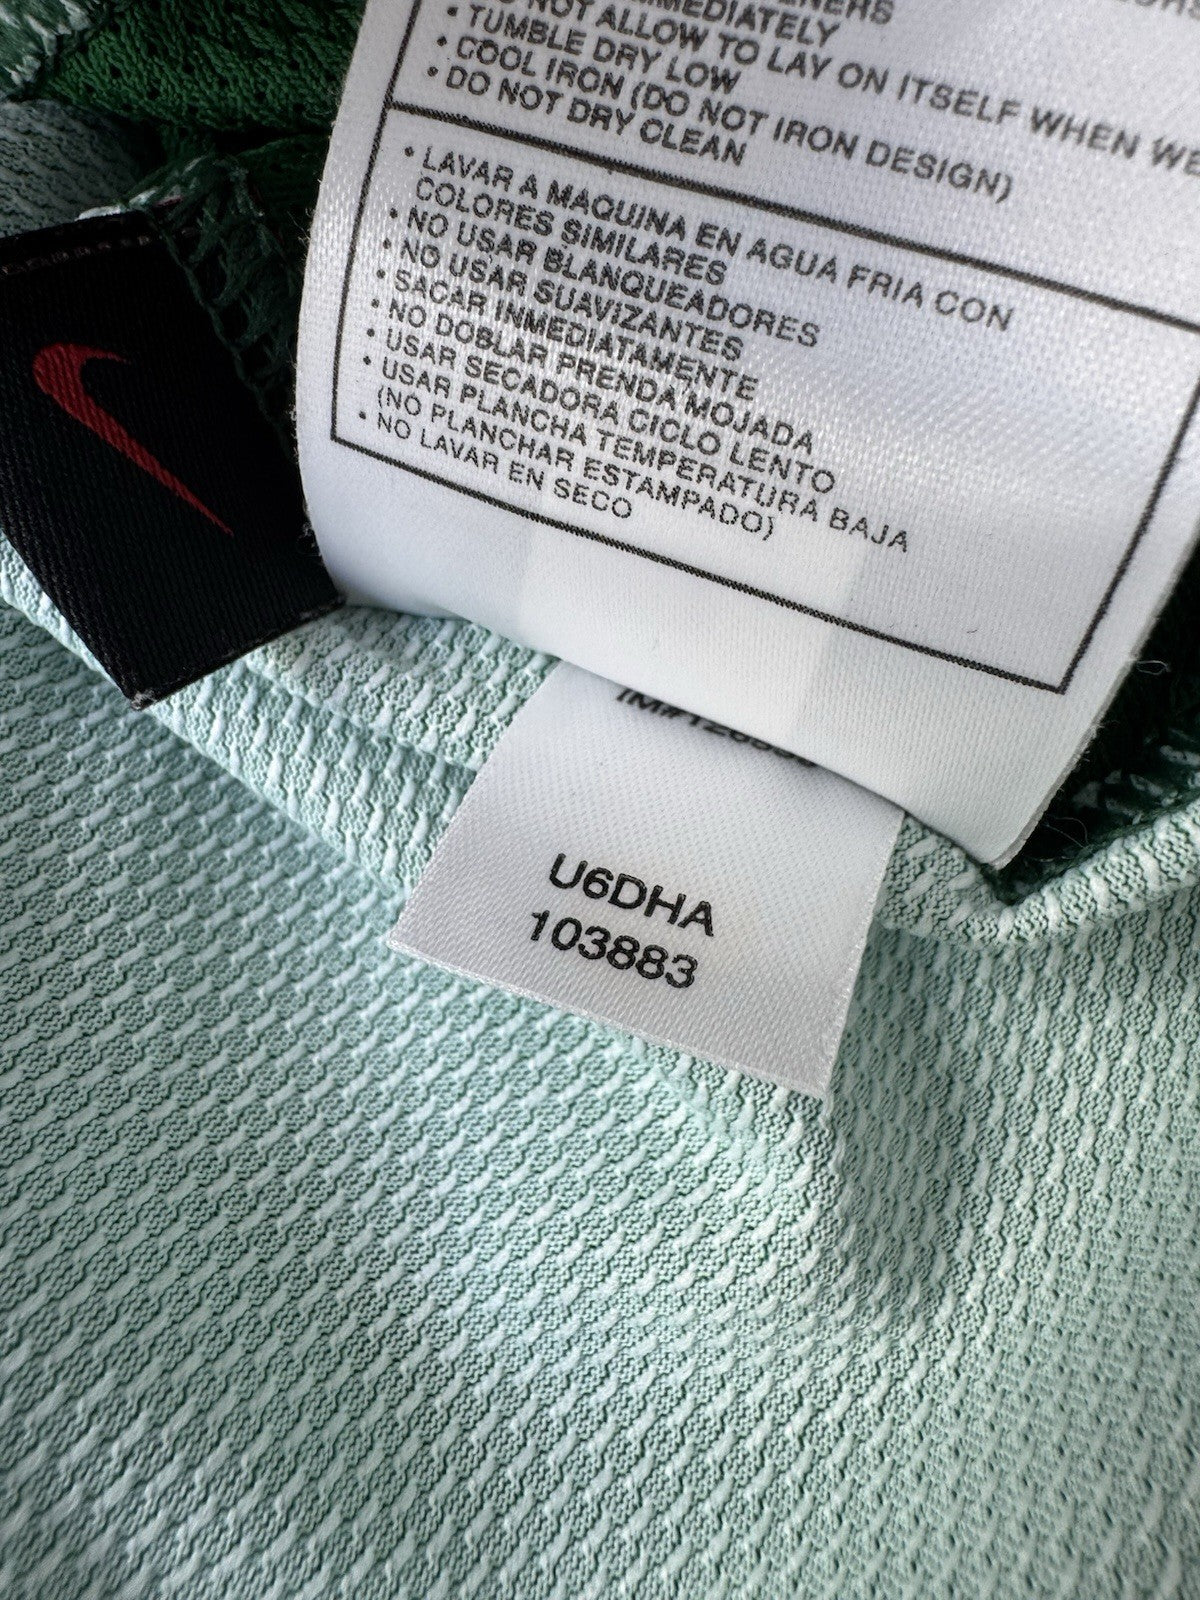 IMMEDIATELY
NOT ALLOW TO LAY ON ITSELF WHEN
• TUMBLE DRY LOW
• COOL IRON (DO NOT IRON DESIGN)
• DO NOT DRY CLEAN
• LAVAR A MAQUINA EN AGUA FRIA CON
COLORES SIMILARES
• NO USAR BLANQUEADORES
• NO USAR SUAVIZANTES
• SACAR INMEDIATAMENTE
• NO DOBLAR PRENDA MOJADA
• USAR SECADORA CICLO LENTO
• USAR PLANCHA TEMPERATURA BAJA
(NO PLANCHAR ESTAMPADO)
• NO LAVAR EN SECO
U6DHA
103883